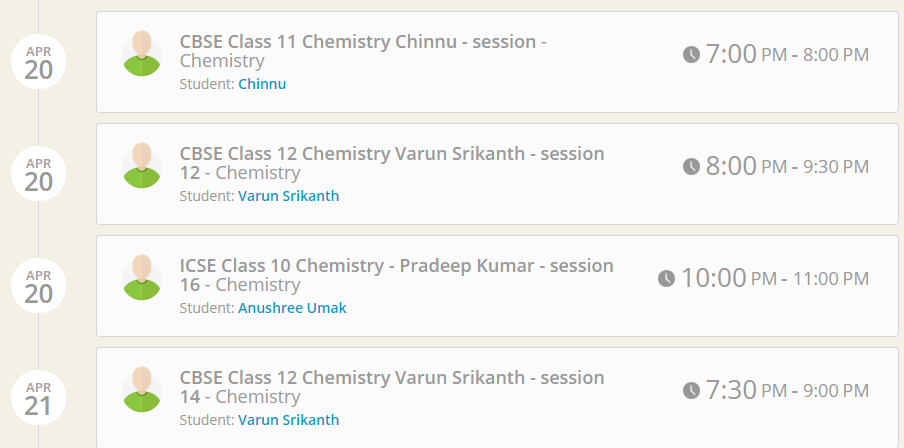 APR
20
CBSE Class 11 Chemistry Chinnu - session -
Chemistry
Student: Chinnu
7:00 PM - 8:00 PM
APR
20
CBSE Class 12 Chemistry Varun Srikanth - session
12 - Chemistry
Student: Varun Srikanth
8:00 PM - 9:30 PM
APR
20
ICSE Class 10 Chemistry - Pradeep Kumar - session
16 - Chemistry
Student: Anushree Umak
10:00 PM - 11:00 PM
APR
21
CBSE Class 12 Chemistry Varun Srikanth - session
14 - Chemistry
Student: Varun Srikanth
7:30 PM - 9:00 PM